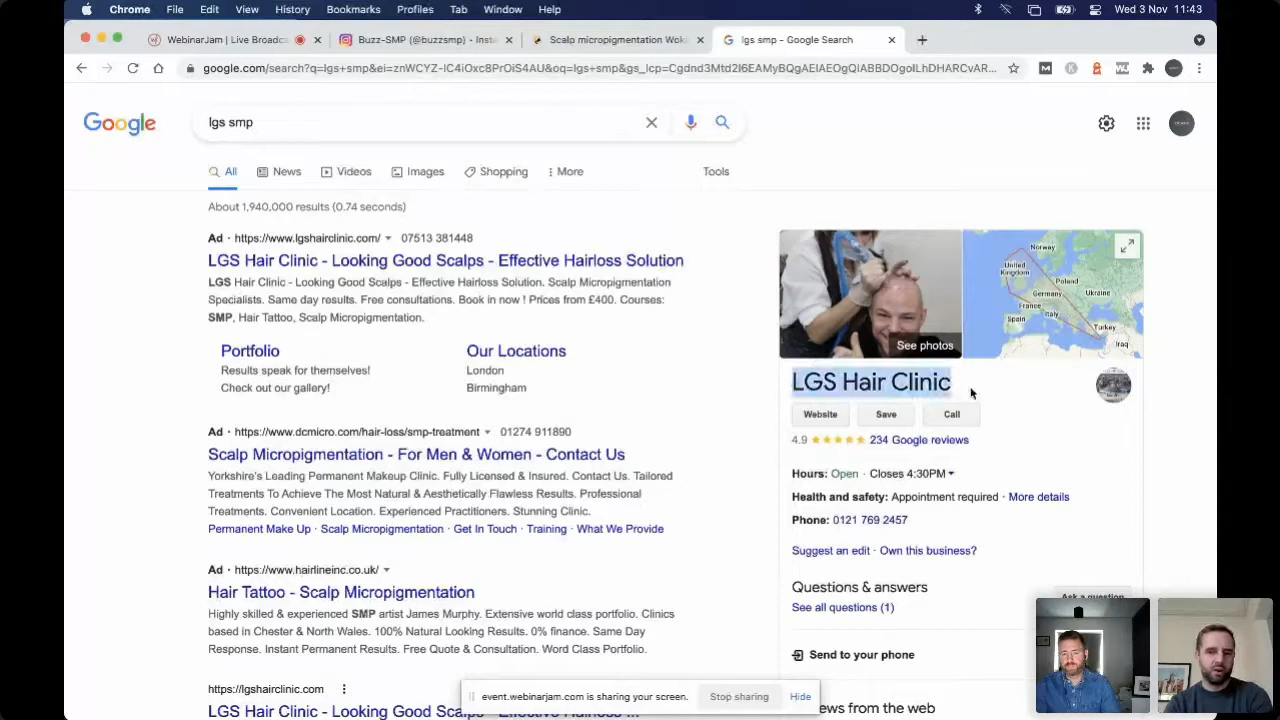 Chrome File Edit View History Bookmarks Profiles Tab Window Help Wed 3 Nov 11:43
WebinarJam | Live Broadc
Buzz-SMP (@buzzsmp) - Inst
Scalp micropigmentation Wok
lgs smp - Google Search
google.com/search?q=lgs+smp&ei=znWCYZ-IC4iOxc8PrOiS4AU&oq=lgs+smp&gs_lcp=Cgdnd3Mtd2l6EAMyBQgAEIAEOgQIABBDOgoILhDHARCvAR...
Google
lgs smp
All News Videos Images Shopping More Tools
About 1,940,000 results (0.74 seconds)
Ad · https://www.lgshairclinic.com/ 07513 381448
LGS Hair Clinic - Looking Good Scalps - Effective Hairloss Solution
LGS Hair Clinic - Looking Good Scalps - Effective Hairloss Solution. Scalp Micropigmentation
Specialists. Same day results. Free consultations. Book in now ! Prices from £400. Courses:
SMP, Hair Tattoo, Scalp Micropigmentation.
Portfolio
Results speak for themselves!
Check out our gallery!
Our Locations
London
Birmingham
Ad · https://www.dcmicro.com/hair-loss/smp-treatment 01274 911890
Scalp Micropigmentation - For Men & Women - Contact Us
Yorkshire's Leading Permanent Makeup Clinic. Fully Licensed & Insured. Contact Us. Tailored
Treatments To Achieve The Most Natural & Aesthetically Flawless Results. Professional
Treatments. Convenient Location. Experienced Practitioners. Stunning Clinic.
Permanent Make Up · Scalp Micropigmentation · Get In Touch · Training · What We Provide
Ad · https://www.hairlineinc.co.uk/
Hair Tattoo - Scalp Micropigmentation
Highly skilled & experienced SMP artist James Murphy. Extensive world class portfolio. Clinics
based in Chester & North Wales. 100% Natural Looking Results. 0% finance. Same Day
Response. Instant Permanent Results. Free Quote & Consultation. Word Class Portfolio.
https://lgshairclinic.com
LGS Hair Clinic - Looking Good Scalps - Effective Hairloss ...
See photos
Norway
United
Kingdom
Poland
Germany
Ukraine
France
Italy
Spain
Turkey
Iraq
LGS Hair Clinic
Website Save Call
4.9 234 Google reviews
Hours: Open · Closes 4:30PM
Health and safety: Appointment required · More details
Phone: 0121 769 2457
Suggest an edit · Own this business?
Questions & answers
Ask a question
See all questions (1)
Send to your phone
ews from the web
event.webinarjam.com is sharing your screen. Stop sharing Hide